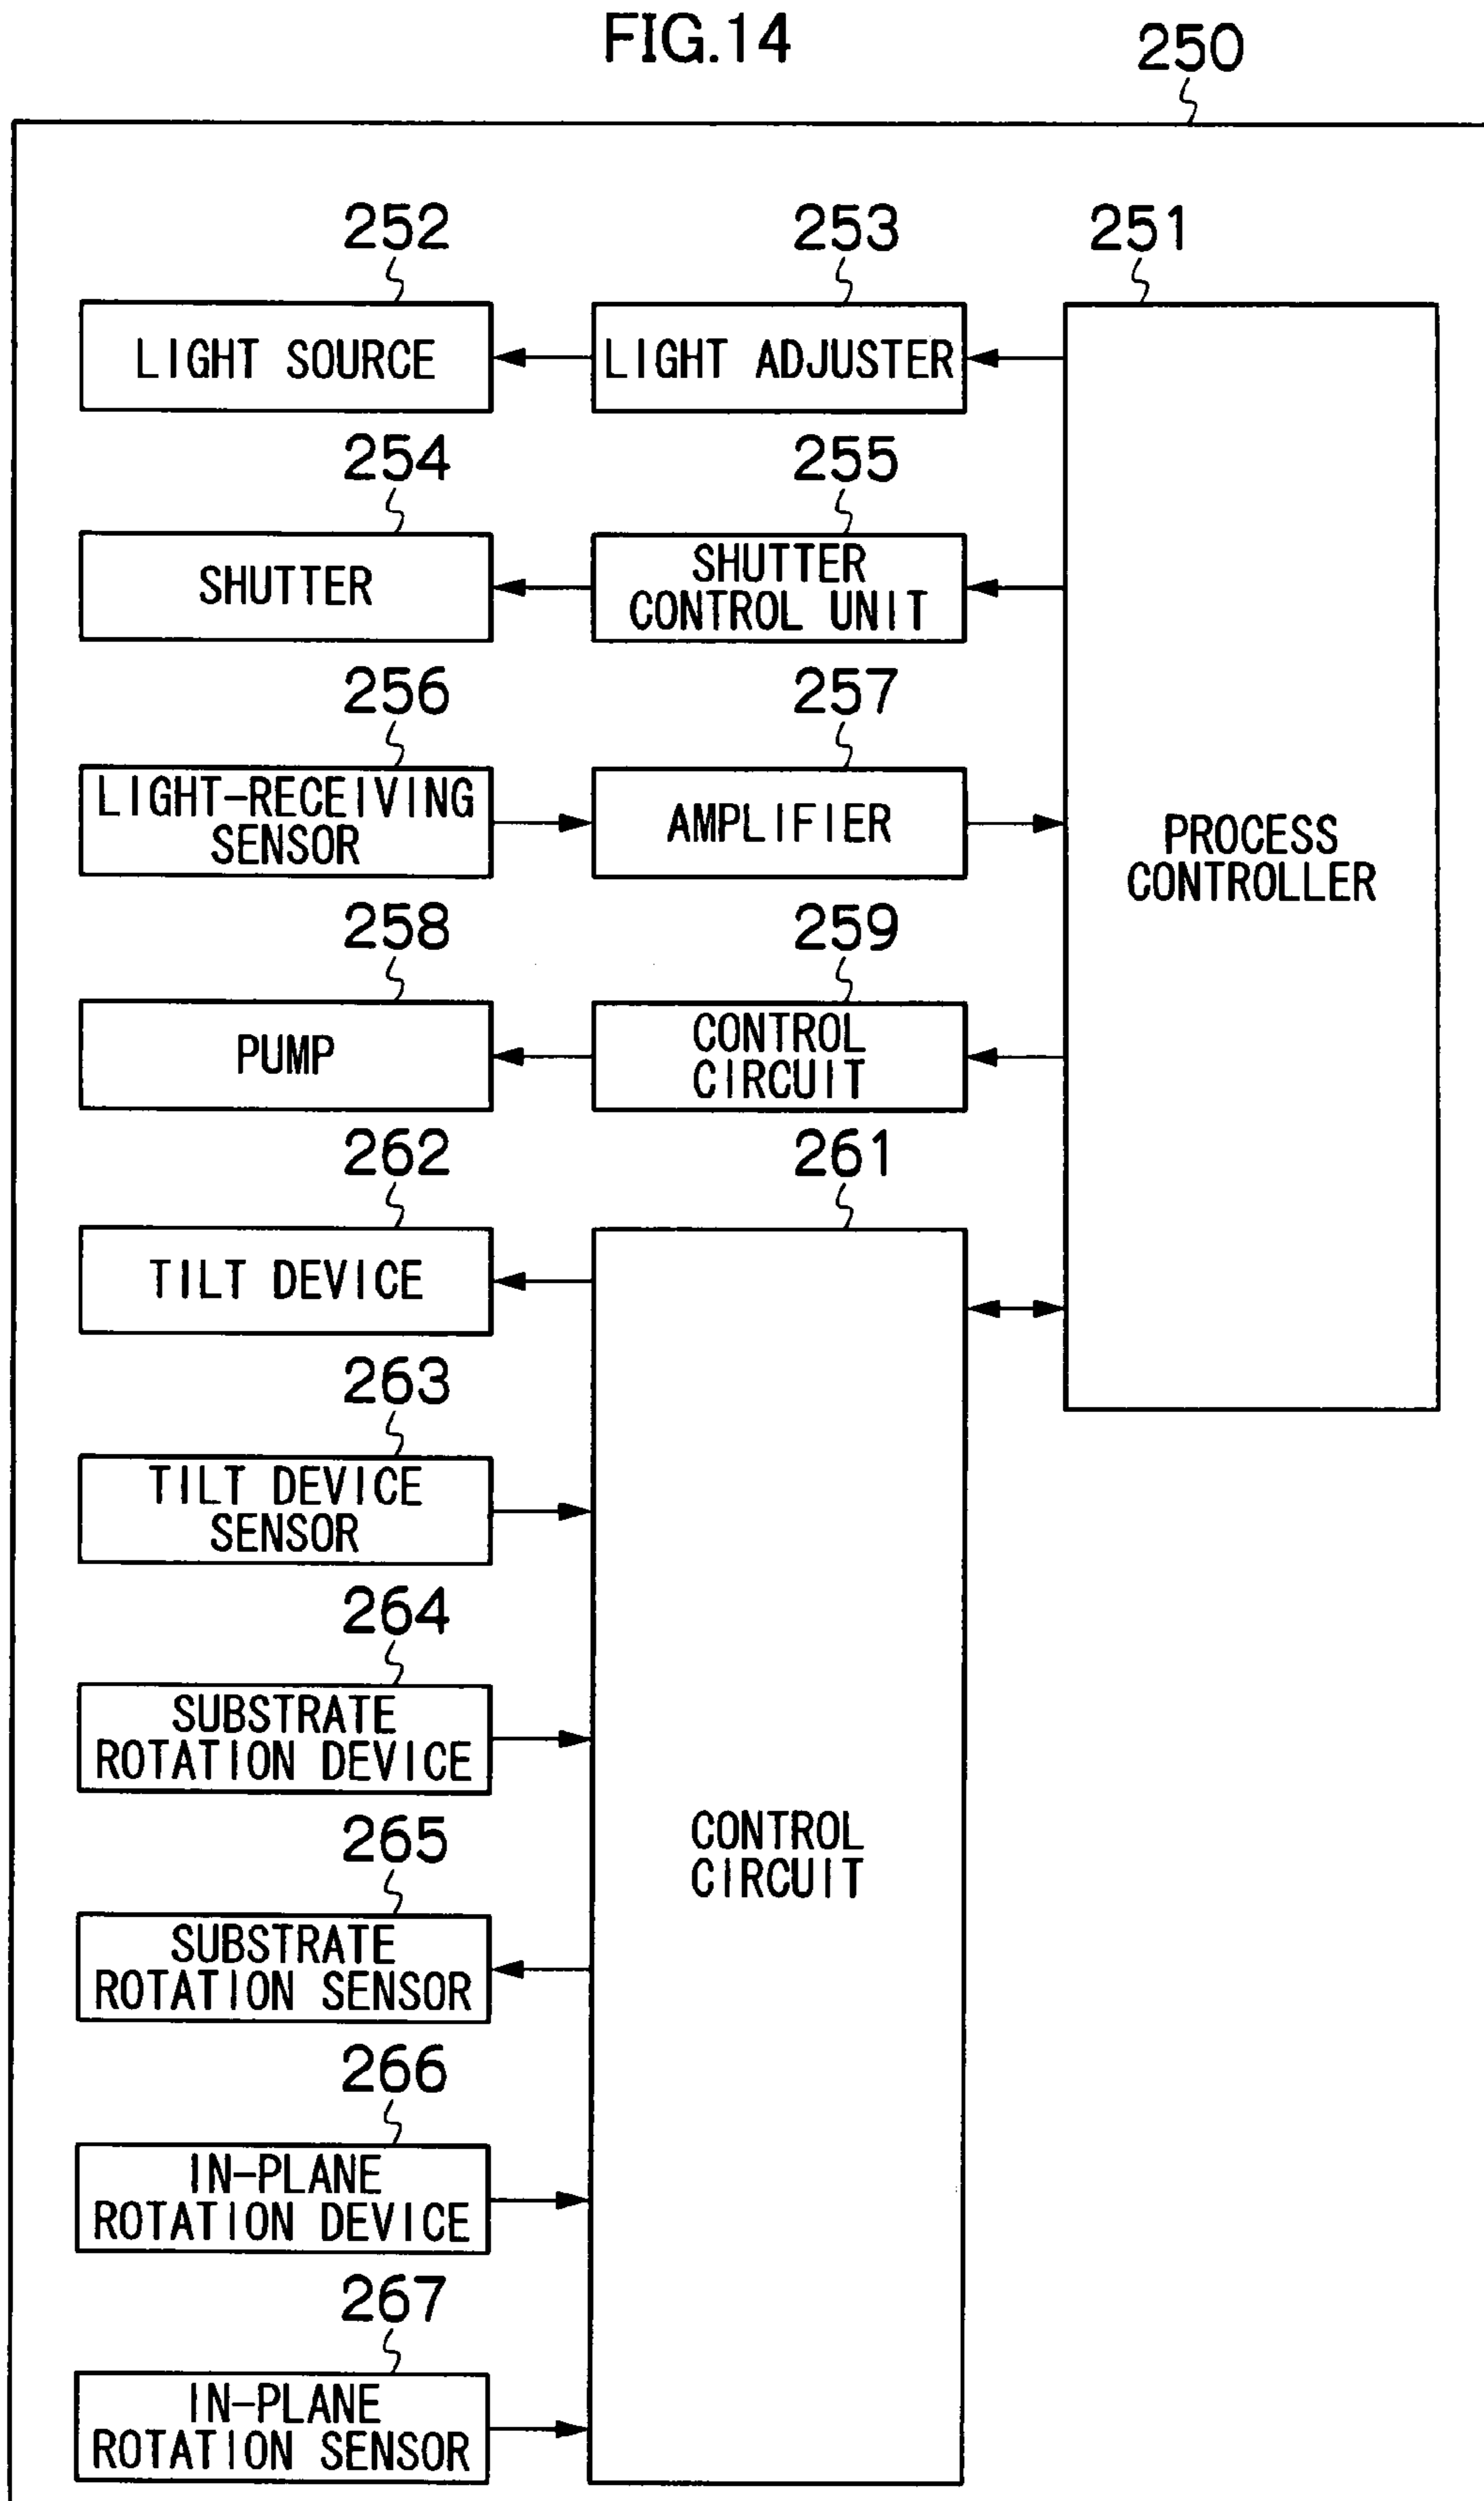 FIG.14
250
252
253
251
LIGHT SOURCE
LIGHT ADJUSTER
254
255
SHUTTER
SHUTTER
CONTROL UNIT
256
257
LIGHT-RECEIVING
SENSOR
AMPLIFIER
PROCESS
CONTROLLER
258
259
PUMP
CONTROL
CIRCUIT
262
261
TILT DEVICE
263
TILT DEVICE
SENSOR
264
SUBSTRATE
ROTATION DEVICE
CONTROL
CIRCUIT
265
SUBSTRATE
ROTATION SENSOR
266
IN-PLANE
ROTATION DEVICE
267
IN-PLANE
ROTATION SENSOR